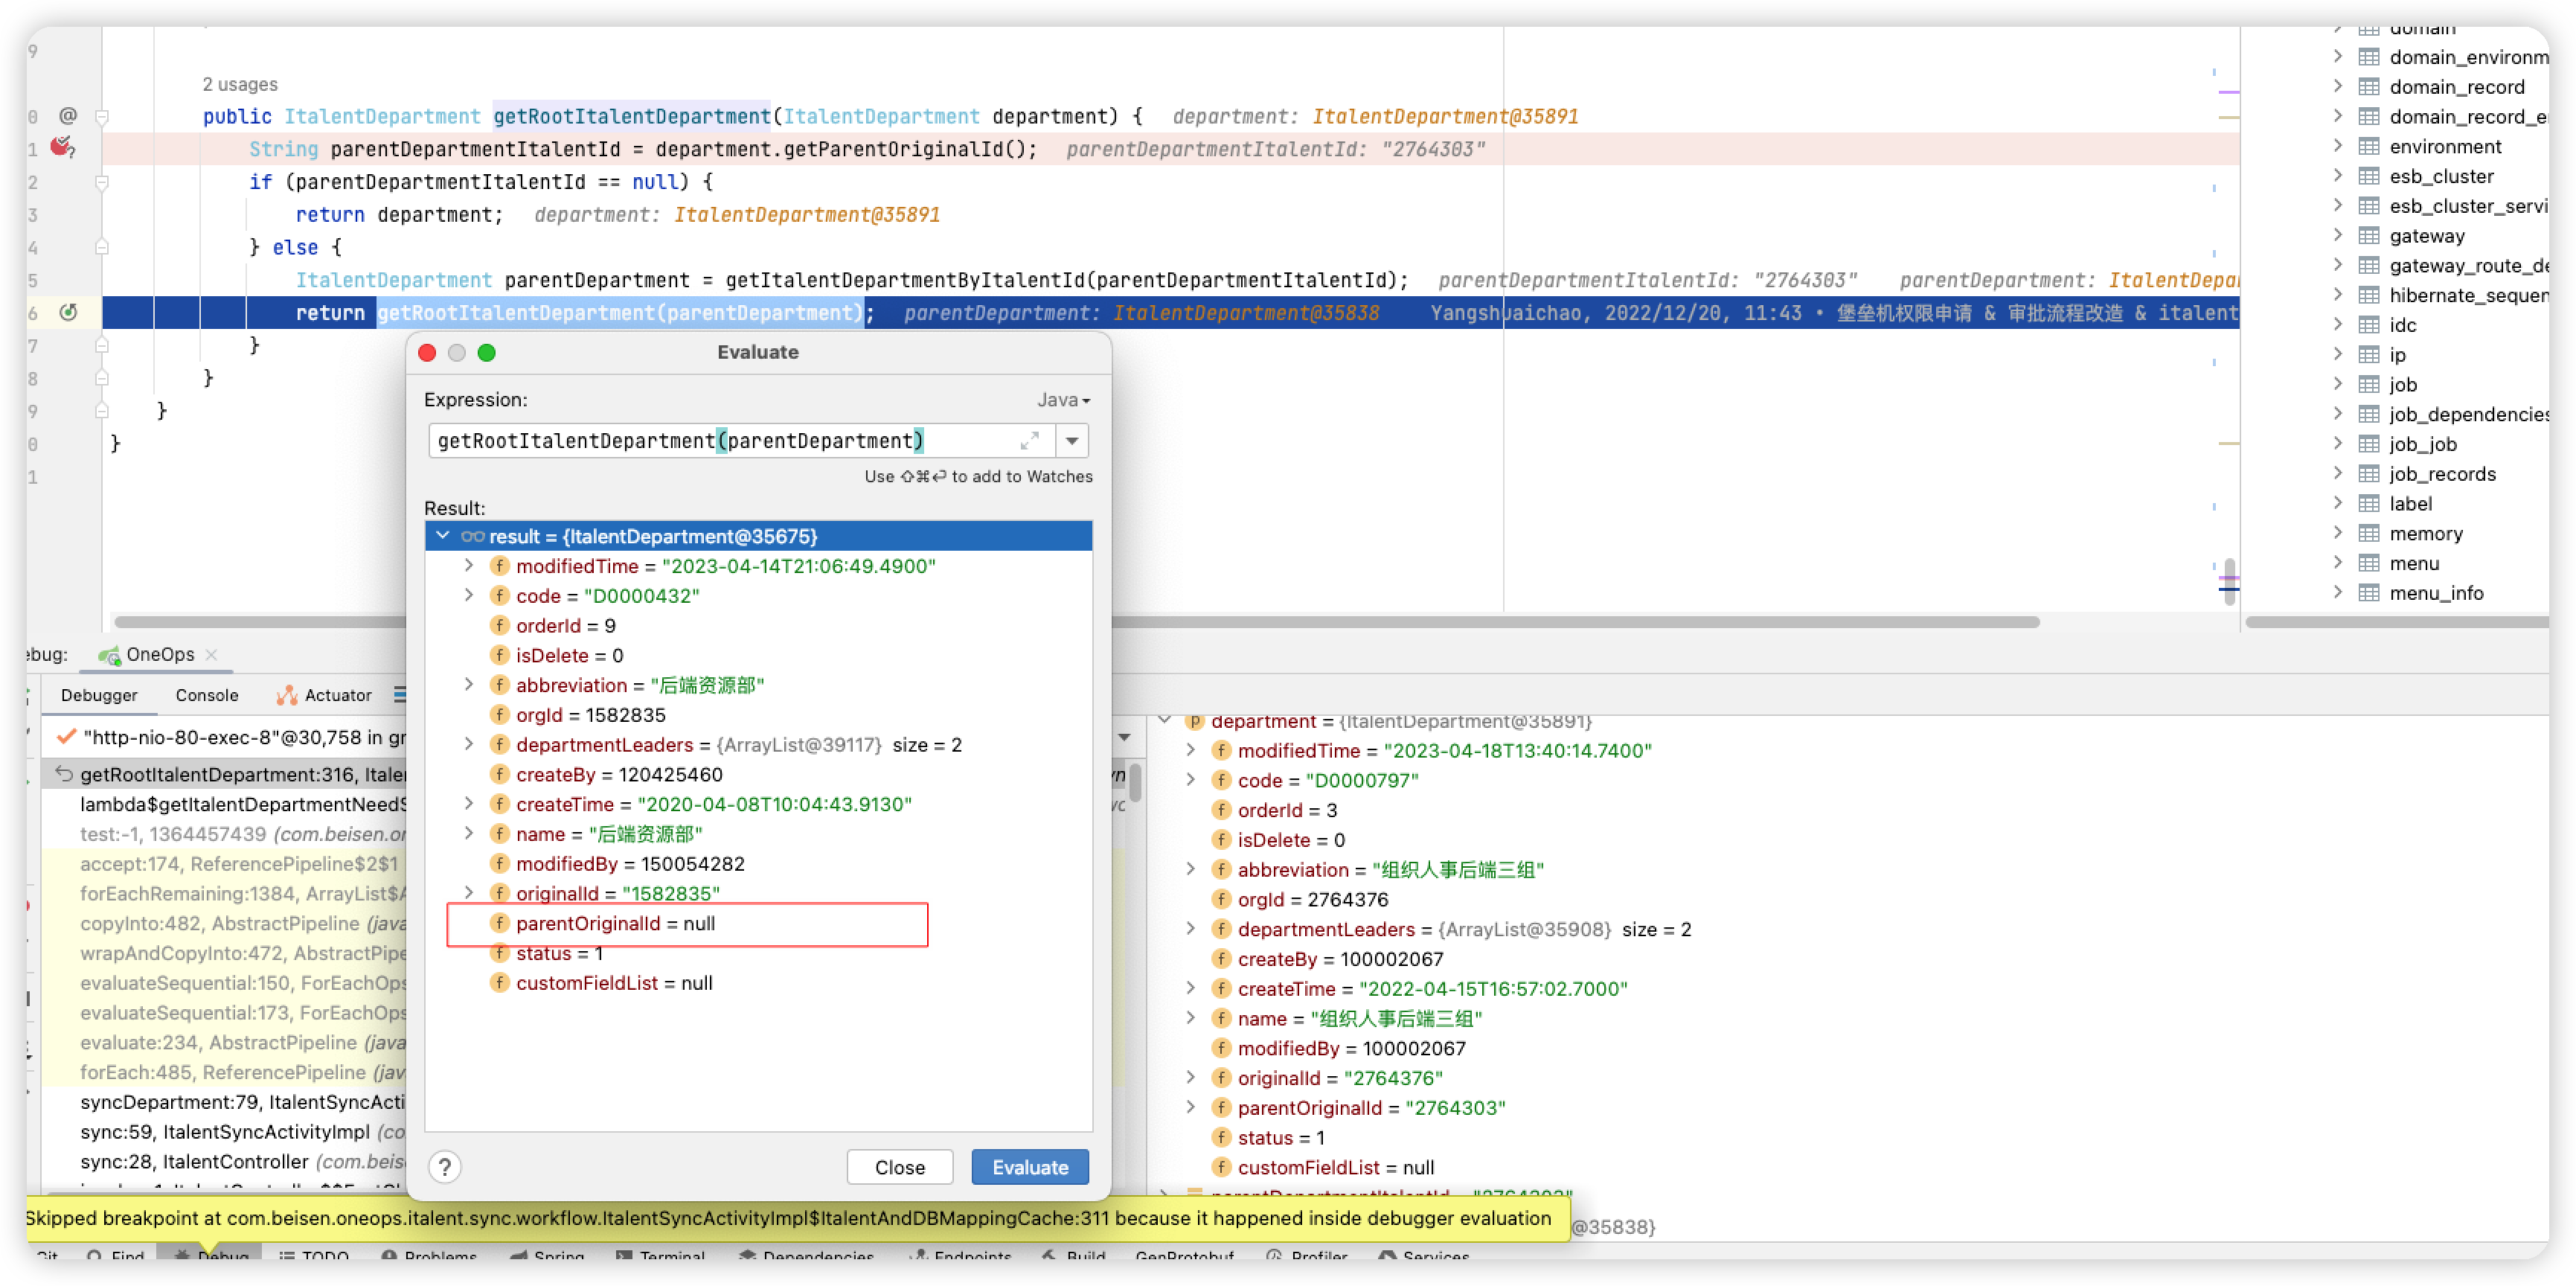 9
2 usages
0 @ public ItalentDepartment getRootItalentDepartment(ItalentDepartment department) { department: ItalentDepartment@35891
1 String parentDepartmentItalentId = department.getParentOriginalId(); parentDepartmentItalentId: "2764303"
2 if (parentDepartmentItalentId == null) {
3 return department; department: ItalentDepartment@35891
4 } else {
5 ItalentDepartment parentDepartment = getItalentDepartmentByItalentId(parentDepartmentItalentId); parentDepartmentItalentId: "2764303" parentDepartment: ItalentDepa
6 return getRootItalentDepartment(parentDepartment); parentDepartment: ItalentDepartment@35838 Yangshuaichao, 2022/12/20, 11:43 • 堡垒机权限申请 & 审批流程改造 & italent
7 }
8 }
9 }
0 }
1
domain
domain_environm
domain_record
domain_record_e
environment
esb_cluster
esb_cluster_servi
gateway
gateway_route_de
hibernate_sequen
idc
ip
job
job_dependencies
job_job
job_records
label
memory
menu
menu_info
Evaluate
Expression:
Java
getRootItalentDepartment(parentDepartment)
Use ⇧⌘⏎ to add to Watches
Result:
result = {ItalentDepartment@35675}
modifiedTime = "2023-04-14T21:06:49.4900"
code = "D0000432"
orderId = 9
isDelete = 0
abbreviation = "后端资源部"
orgId = 1582835
departmentLeaders = {ArrayList@39117} size = 2
createBy = 120425460
createTime = "2020-04-08T10:04:43.9130"
name = "后端资源部"
modifiedBy = 150054282
originalId = "1582835"
parentOriginalId = null
status = 1
customFieldList = null
?
Close
Evaluate
ebug: OneOps
Debugger Console Actuator
"http-nio-80-exec-8"@30,758 in gr
getRootItalentDepartment:316, Italer
lambda$getItalentDepartmentNeedS
test:-1, 1364457439 (com.beisen.or
accept:174, ReferencePipeline$2$1
forEachRemaining:1384, ArrayList$A
copyInto:482, AbstractPipeline (java
wrapAndCopyInto:472, AbstractPipe
evaluateSequential:150, ForEachOps
evaluateSequential:173, ForEachOps
evaluate:234, AbstractPipeline (java
forEach:485, ReferencePipeline (jav
syncDepartment:79, ItalentSyncActi
sync:59, ItalentSyncActivityImpl (co
sync:28, ItalentController (com.beis
department = {ItalentDepartment@35891}
modifiedTime = "2023-04-18T13:40:14.7400"
code = "D0000797"
orderId = 3
isDelete = 0
abbreviation = "组织人事后端三组"
orgId = 2764376
departmentLeaders = {ArrayList@35908} size = 2
createBy = 100002067
createTime = "2022-04-15T16:57:02.7000"
name = "组织人事后端三组"
modifiedBy = 100002067
originalId = "2764376"
parentOriginalId = "2764303"
status = 1
customFieldList = null
parentDepartmentItalentId = "2764303"
@35838}
Skipped breakpoint at com.beisen.oneops.italent.sync.workflow.ItalentSyncActivityImpl$ItalentAndDBMappingCache:311 because it happened inside debugger evaluation
Git Find Debug TODO Problems Spring Terminal Dependencies Endpoints Build GenProtobuf Profiler Services